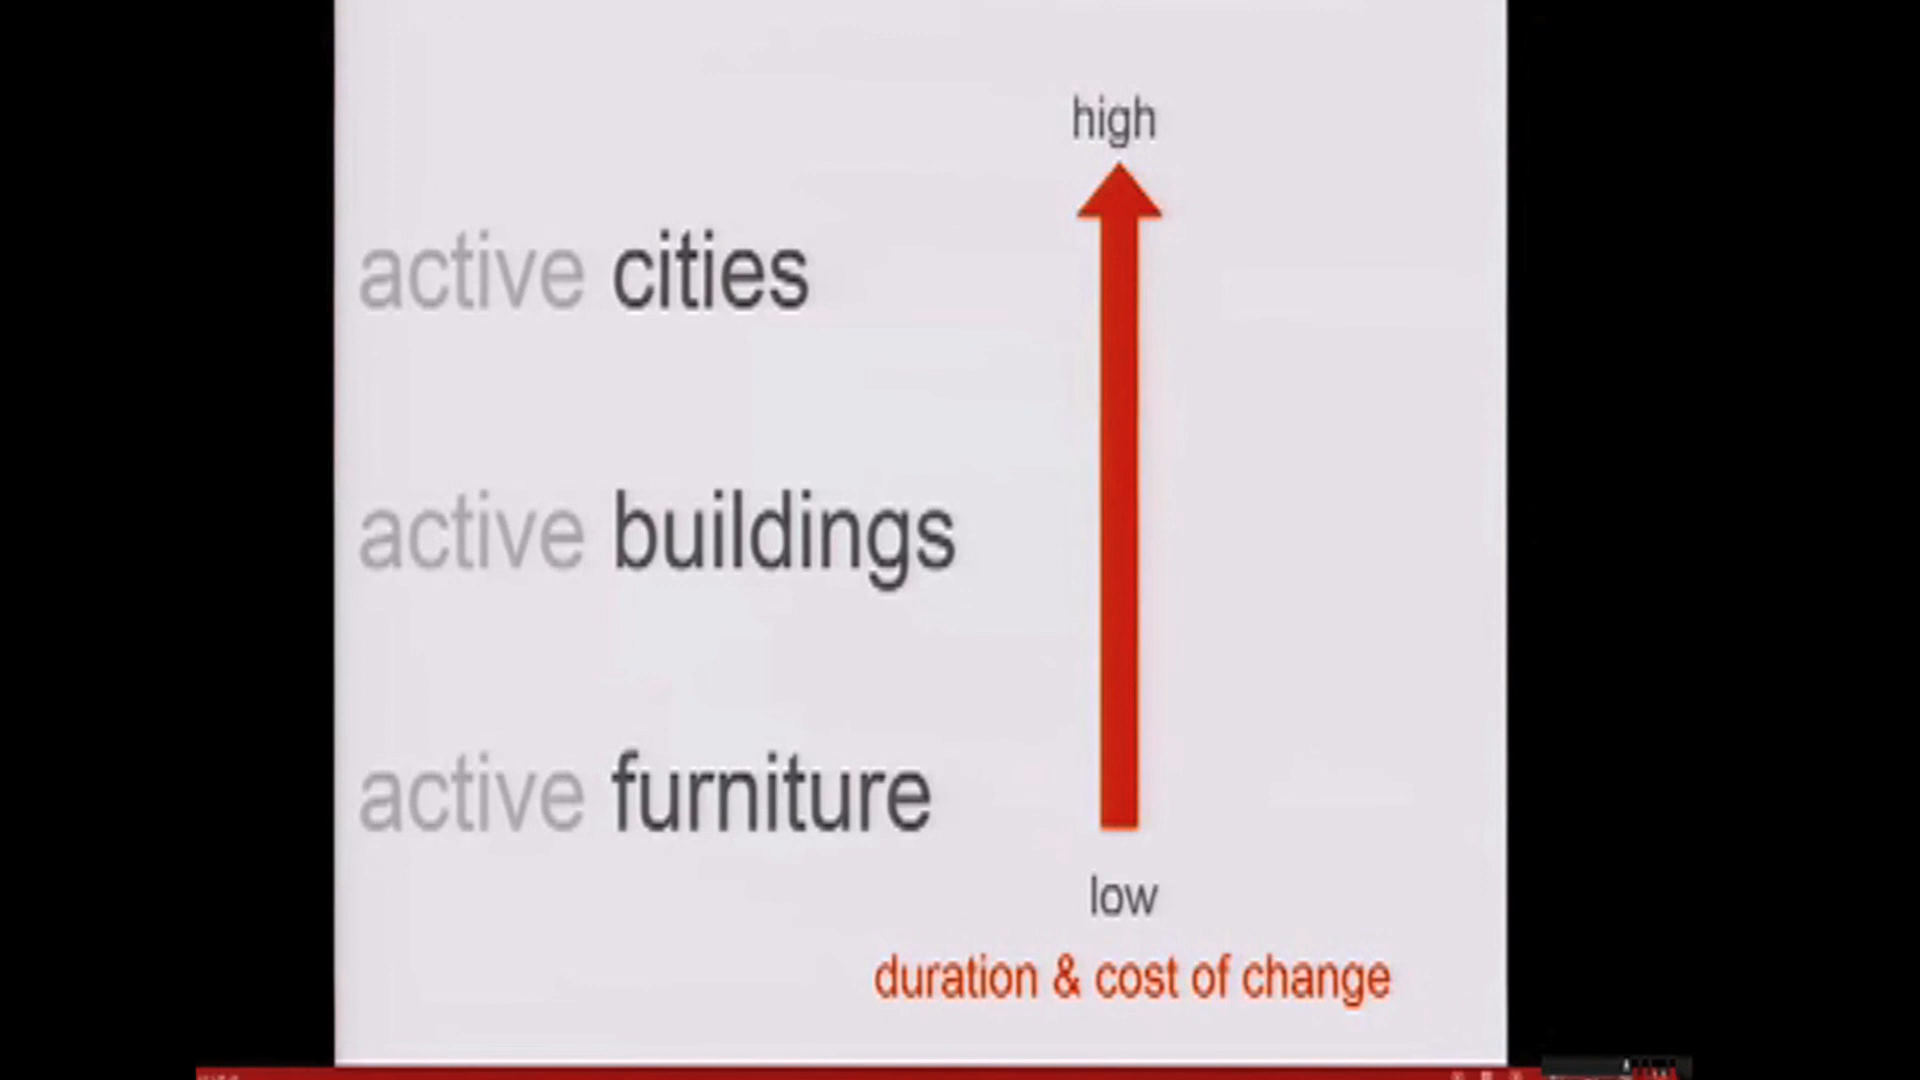 high
active cities
active buildings
active furniture
low
duration & cost of change